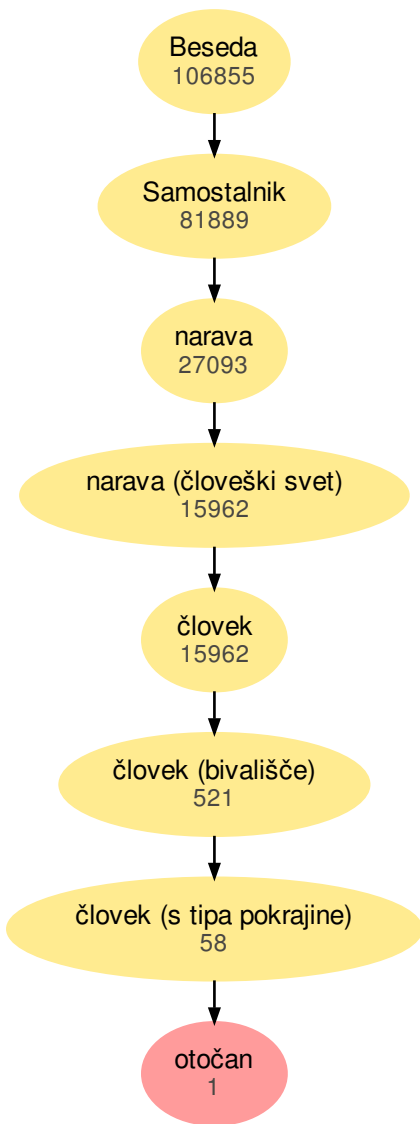 Beseda
106855
Samostalnik
81889
narava
27093
narava (človeški svet)
15962
človek
15962
človek (bivališče)
521
človek (s tipa pokrajine)
58
otočan
1